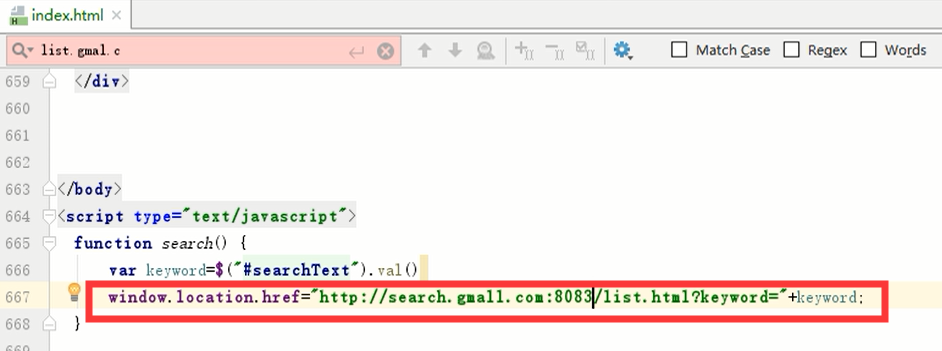 index.html
list.gmal.c
Match Case Regex Words
659 </div>
660
661
662
663 </body>
664 <script type="text/javascript">
665 function search() {
666 var keyword=$("#searchText").val()
667 window.location.href="http://search.gmall.com:8083/list.html?keyword="+keyword;
668 }
669